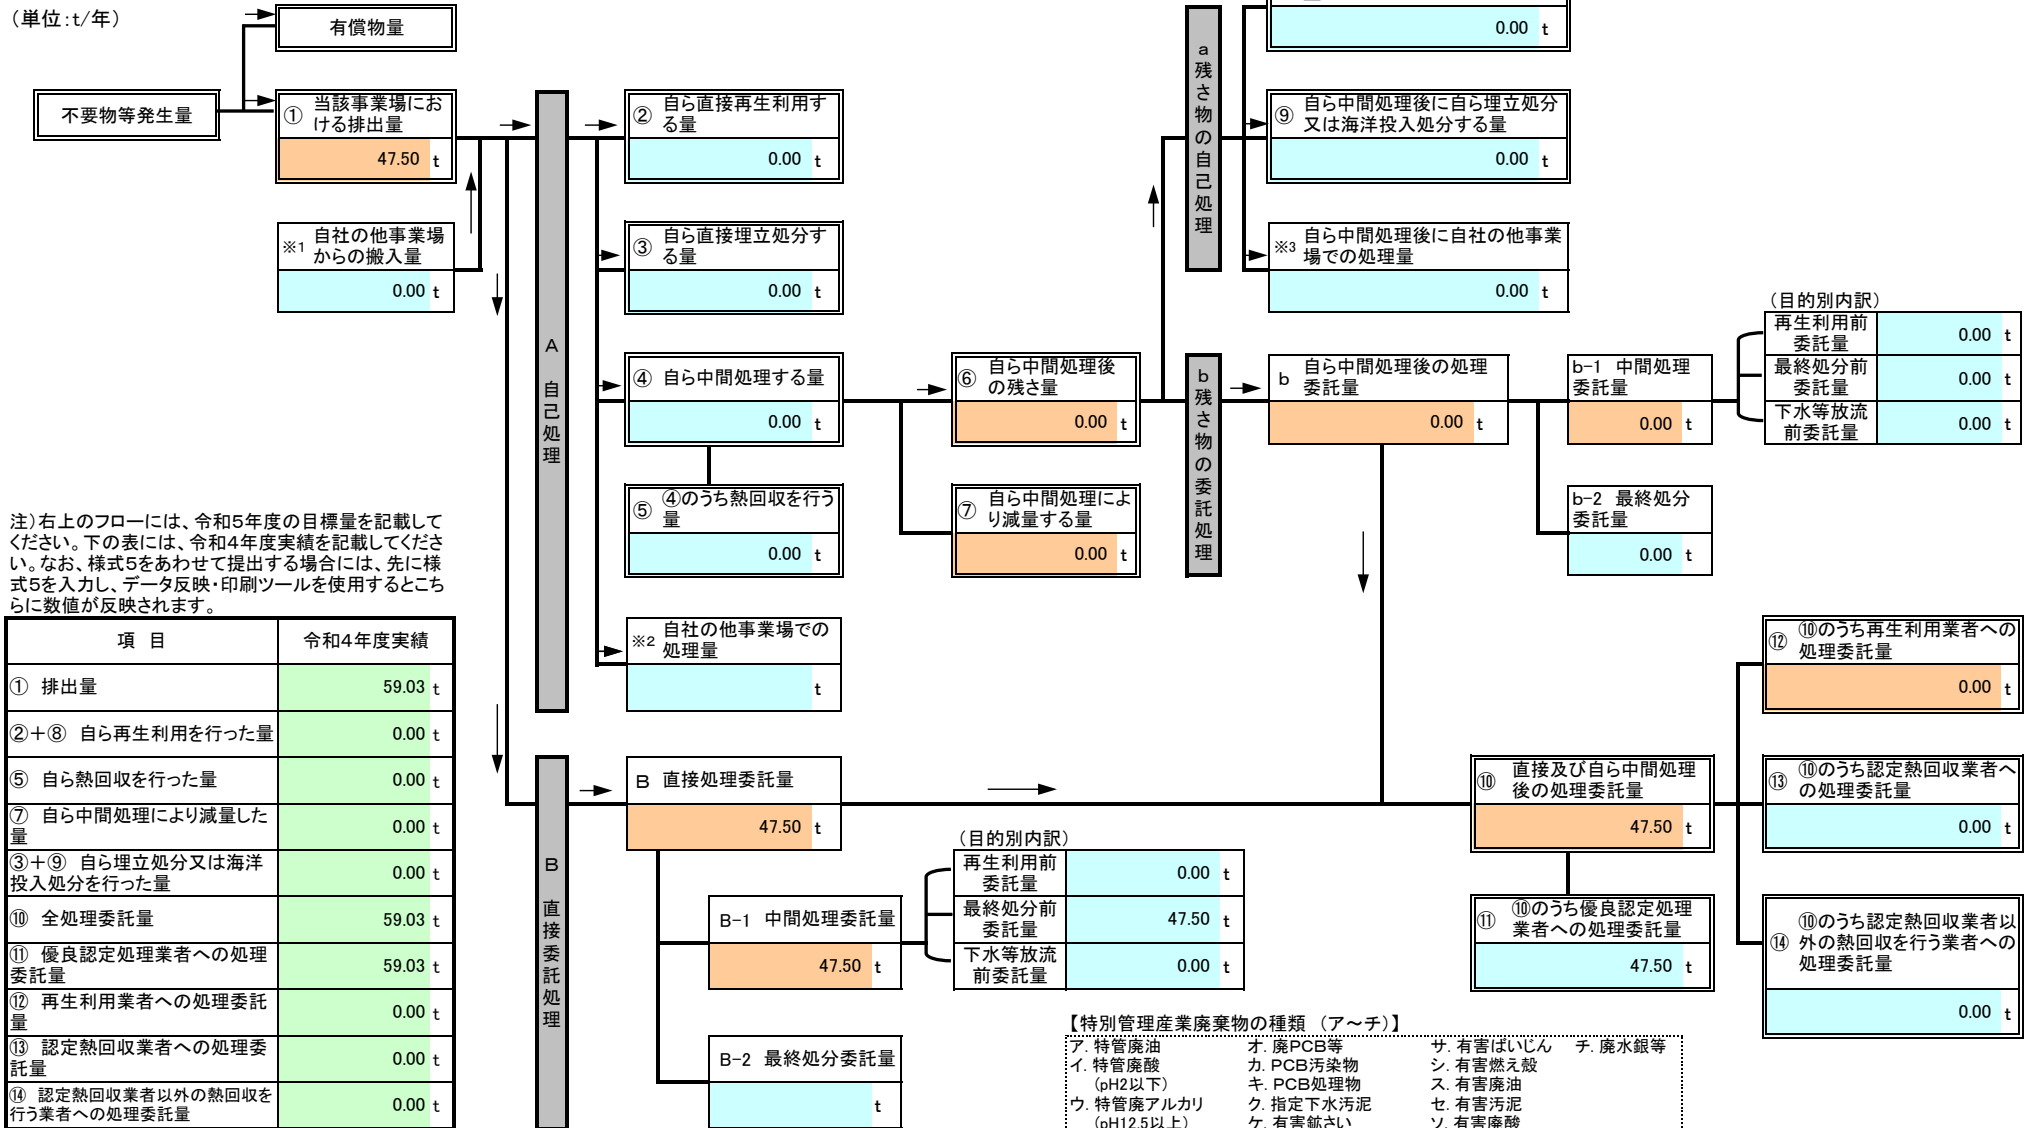 (単位:t/年)
有償物量
不要物等発生量
① 当該事業場にお
ける排出量
47.50 t
※1 自社の他事業場
からの搬入量
0.00 t
A 自己処理
② 自ら直接再生利用す
る量
0.00 t
③ 自ら直接埋立処分す
る量
0.00 t
④ 自ら中間処理する量
0.00 t
⑤ ④のうち熱回収を行う
量
0.00 t
※2 自社の他事業場での
処理量
t
⑥ 自ら中間処理後
の残さ量
0.00 t
⑦ 自ら中間処理によ
り減量する量
0.00 t
a 残さ物の自己処理
0.00 t
⑨ 自ら中間処理後に自ら埋立処分
又は海洋投入処分する量
0.00 t
※3 自ら中間処理後に自社の他事業
場での処理量
0.00 t
b 残さ物の委託処理
b 自ら中間処理後の処理
委託量
0.00 t
b-1 中間処理
委託量
0.00 t
(目的別内訳)
再生利用前
委託量
0.00 t
最終処分前
委託量
0.00 t
下水等放流
前委託量
0.00 t
b-2 最終処分
委託量
0.00 t
注)右上のフローには、令和5年度の目標量を記載して
ください。下の表には、令和4年度実績を記載してくださ
い。なお、様式5をあわせて提出する場合には、先に様
式5を入力し、データ反映・印刷ツールを使用するとこち
らに数値が反映されます。
項 目 令和4年度実績
① 排出量 59.03 t
②+⑧ 自ら再生利用を行った量 0.00 t
⑤ 自ら熱回収を行った量 0.00 t
⑦ 自ら中間処理により減量した
量 0.00 t
③+⑨ 自ら埋立処分又は海洋
投入処分を行った量 0.00 t
⑩ 全処理委託量 59.03 t
⑪ 優良認定処理業者への処理
委託量 59.03 t
⑫ 再生利用業者への処理委託
量 0.00 t
⑬ 認定熱回収業者への処理委
託量 0.00 t
⑭ 認定熱回収業者以外の熱回収を
行う業者への処理委託量 0.00 t
B 直接委託処理
B 直接処理委託量
47.50 t
B-1 中間処理委託量
47.50 t
(目的別内訳)
再生利用前
委託量
0.00 t
最終処分前
委託量
47.50 t
下水等放流
前委託量
0.00 t
B-2 最終処分委託量
t
⑩ 直接及び自ら中間処理
後の処理委託量
47.50 t
⑪ ⑩のうち優良認定処理
業者への処理委託量
47.50 t
⑫ ⑩のうち再生利用業者への
処理委託量
0.00 t
⑬ ⑩のうち認定熱回収業者へ
の処理委託量
0.00 t
⑭ ⑩のうち認定熱回収業者以
外の熱回収を行う業者への
処理委託量
0.00 t
【特別管理産業廃棄物の種類 (ア~チ)】
ア. 特管廃油 オ. 廃PCB等 サ. 有害ばいじん チ. 廃水銀等
イ. 特管廃酸 カ. PCB汚染物 シ. 有害燃え殻
(pH2以下) キ. PCB処理物 ス. 有害廃油
ウ. 特管廃アルカリ ク. 指定下水汚泥 セ. 有害汚泥
(pH12.5以上) ケ. 有害鉱さい ソ. 有害廃酸